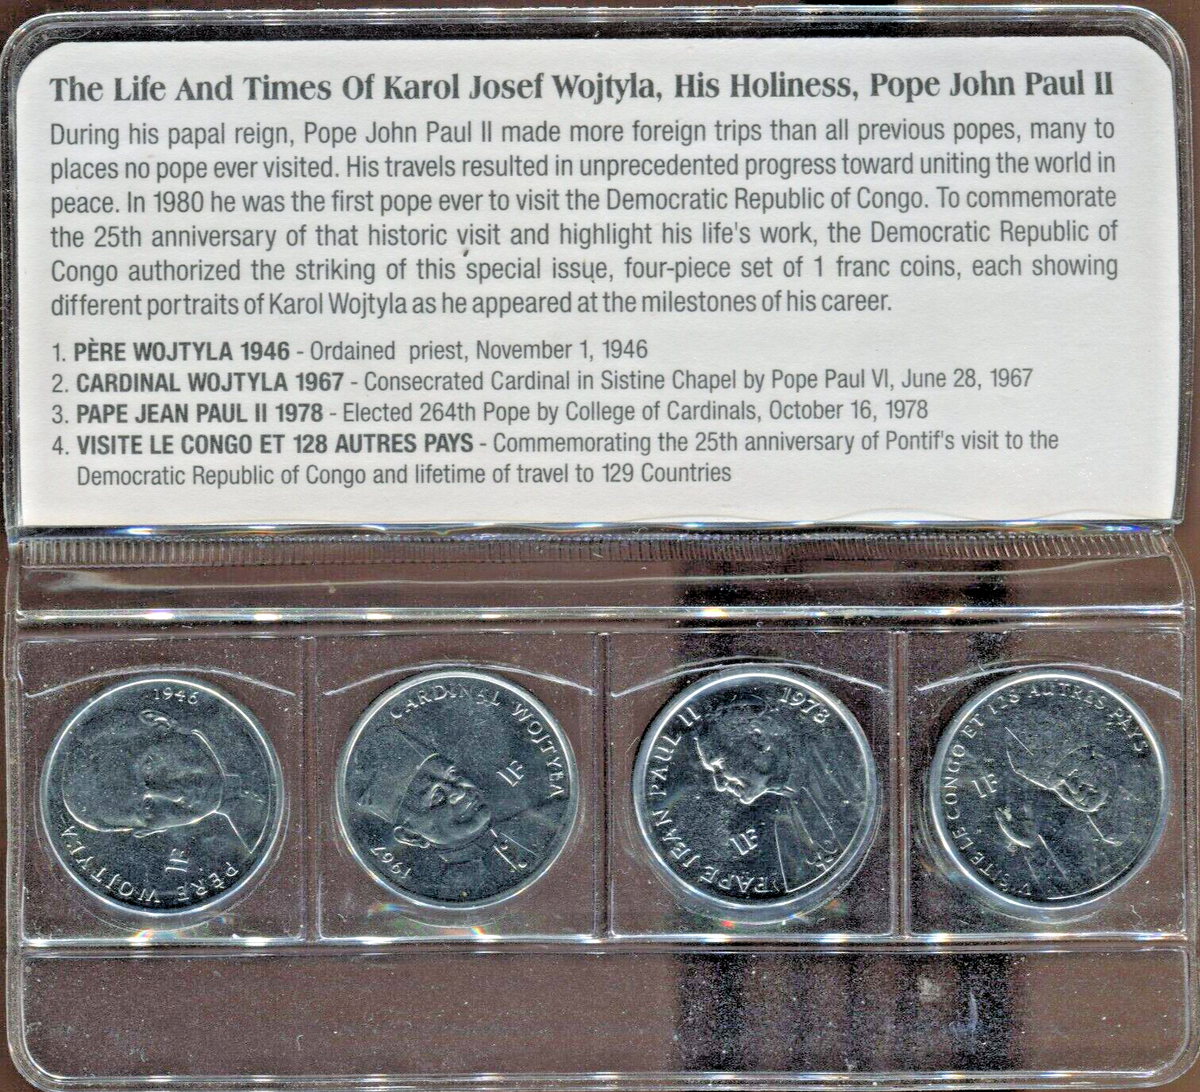 The Life And Times Of Karol Josef Wojtyla, His Holiness, Pope John Paul II
During his papal reign, Pope John Paul II made more foreign trips than all previous popes, many to
places no pope ever visited. His travels resulted in unprecedented progress toward uniting the world in
peace. In 1980 he was the first pope ever to visit the Democratic Republic of Congo. To commemorate
the 25th anniversary of that historic visit and highlight his life's work, the Democratic Republic of
Congo authorized the striking of this special issue, four-piece set of 1 franc coins, each showing
different portraits of Karol Wojtyla as he appeared at the milestones of his career.
1. PÈRE WOJTYLA 1946 - Ordained priest, November 1, 1946
2. CARDINAL WOJTYLA 1967 - Consecrated Cardinal in Sistine Chapel by Pope Paul VI, June 28, 1967
3. PAPE JEAN PAUL II 1978 - Elected 264th Pope by College of Cardinals, October 16, 1978
4. VISITE LE CONGO ET 128 AUTRES PAYS - Commemorating the 25th anniversary of Pontif's visit to the
Democratic Republic of Congo and lifetime of travel to 129 Countries
1946
PÈRE WOJTYLA
1F
CARDINAL WOJTYLA
1F
1967
PAPE JEAN PAUL II
1978
1F
VISITE LE CONGO ET 128 AUTRES PAYS
1F